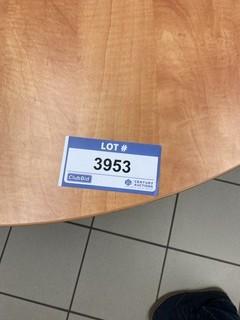 LOT #
3953
ClubBid
CENTURY
AUCTIONS